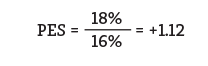 PES = 18% / 16% = +1.12